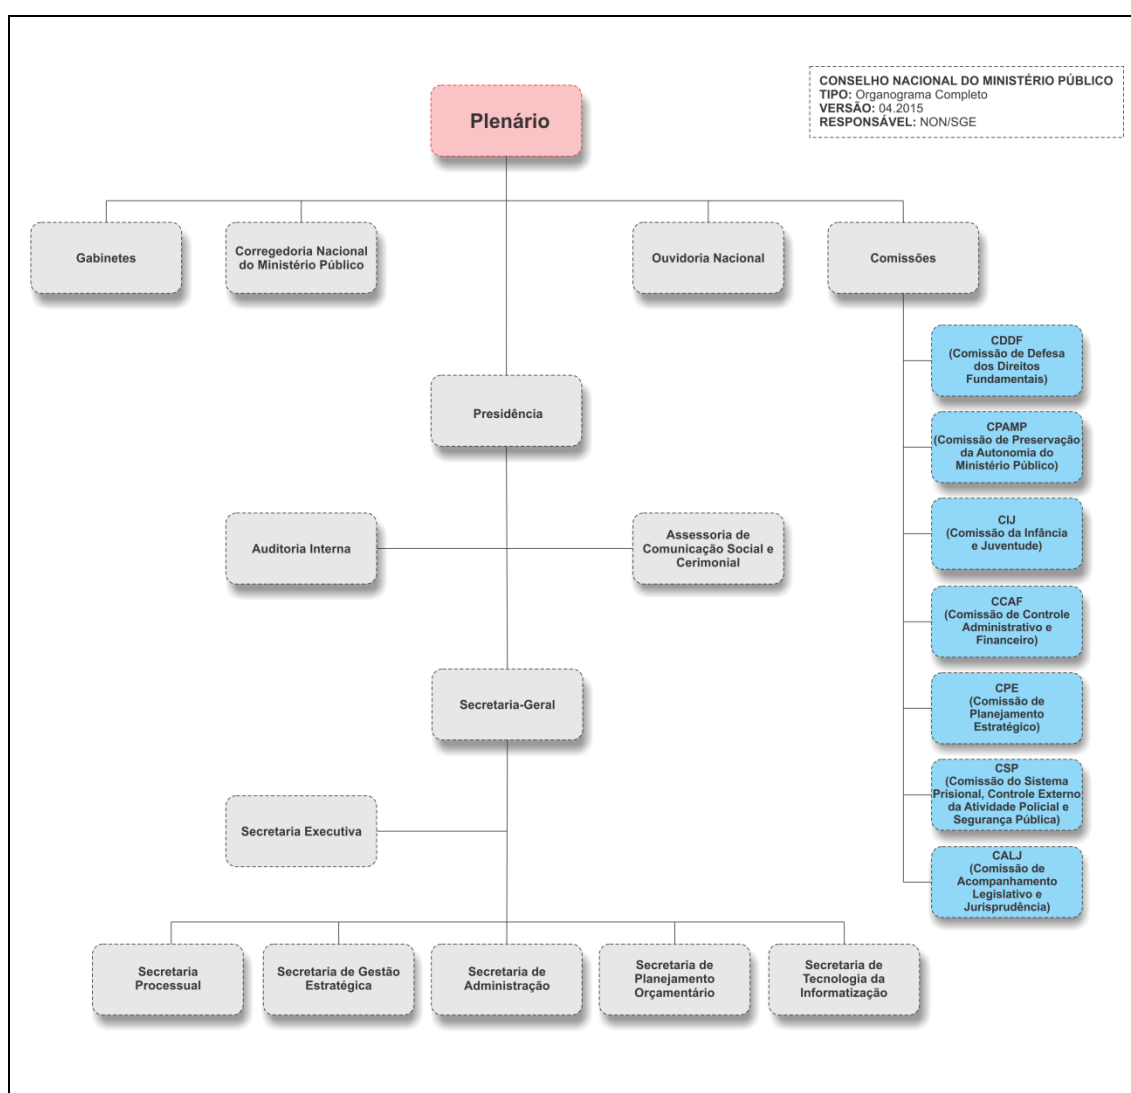 CONSELHO NACIONAL DO MINISTÉRIO PÚBLICO
TIPO: Organograma Completo
VERSÃO: 04.2015
RESPONSÁVEL: NON/SGE
Plenário
Gabinetes
Corregedoria Nacional
do Ministério Público
Ouvidoria Nacional
Comissões
CDDF
(Comissão de Defesa
dos Direitos
Fundamentais)
Presidência
CPAMP
(Comissão de Preservação
da Autonomia do
Ministério Público)
Auditoria Interna
Assessoria de
Comunicação Social e
Cerimonial
CIJ
(Comissão da Infância
e Juventude)
CCAF
(Comissão de Controle
Administrativo e
Financeiro)
Secretaria-Geral
CPE
(Comissão de
Planejamento
Estratégico)
CSP
(Comissão do Sistema
Prisional, Controle Externo
da Atividade Policial e
Segurança Pública)
Secretaria Executiva
CALJ
(Comissão de
Acompanhamento
Legislativo e
Jurisprudência)
Secretaria
Processual
Secretaria de Gestão
Estratégica
Secretaria de
Administração
Secretaria de
Planejamento
Orçamentário
Secretaria de
Tecnologia da
Informatização